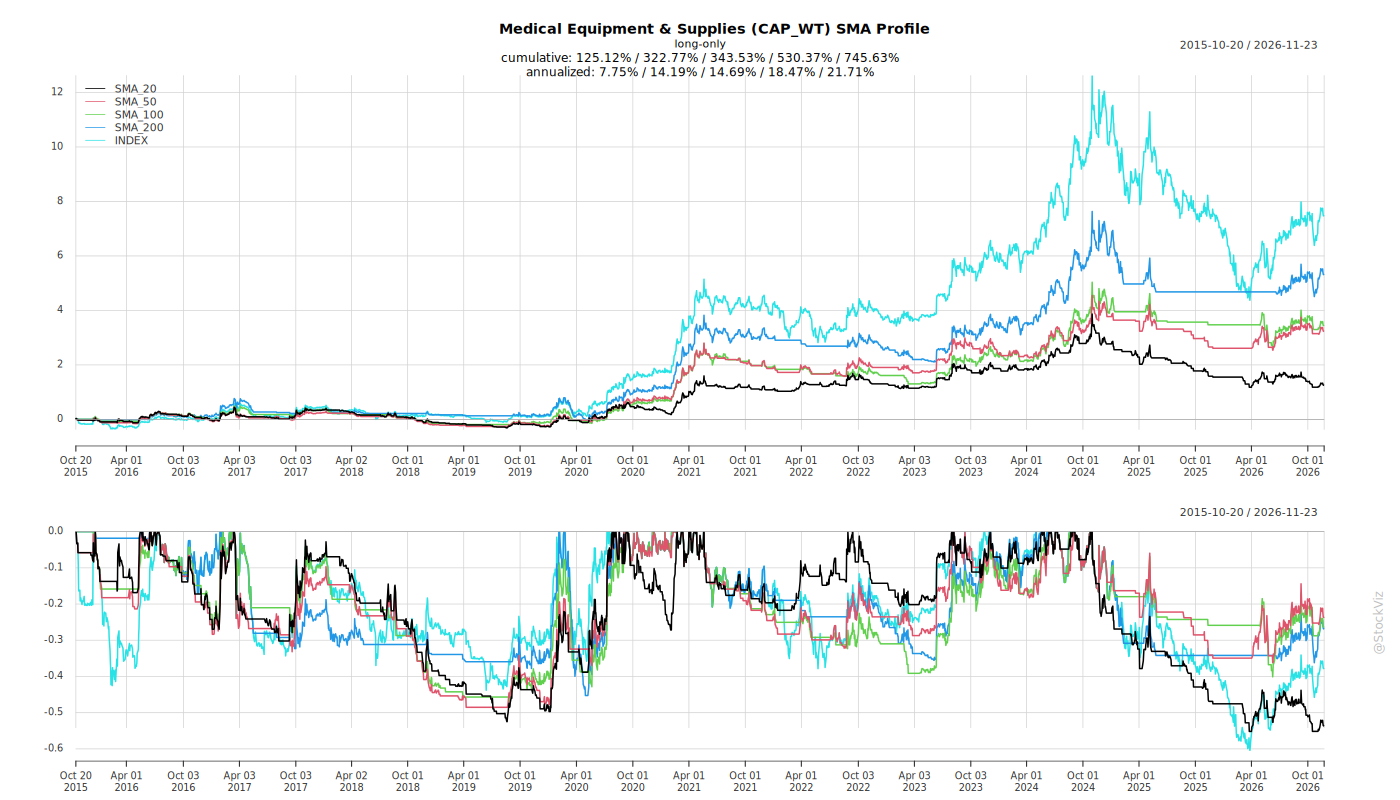 Medical Equipment & Supplies (CAP_WT) SMA Profile
long-only
cumulative: 125.12% / 322.77% / 343.53% / 530.37% / 745.63%
annualized: 7.75% / 14.19% / 14.69% / 18.47% / 21.71%
2015-10-20 / 2026-11-23
SMA_20
SMA_50
SMA_100
SMA_200
INDEX
12
10
8
6
4
2
0
Oct 20 Apr 01 Oct 03 Apr 03 Oct 03 Apr 02 Oct 01 Apr 01 Oct 01 Apr 01 Oct 01 Apr 01 Oct 01 Apr 01 Oct 03 Apr 03 Oct 03 Apr 01 Oct 01 Apr 01 Oct 01 Apr 01 Oct 01
2015 2016 2016 2017 2017 2018 2018 2019 2019 2020 2020 2021 2021 2022 2022 2023 2023 2024 2024 2025 2025 2026 2026
2015-10-20 / 2026-11-23
0.0
-0.1
-0.2
-0.3
-0.4
-0.5
-0.6
Oct 20 Apr 01 Oct 03 Apr 03 Oct 03 Apr 02 Oct 01 Apr 01 Oct 01 Apr 01 Oct 01 Apr 01 Oct 01 Apr 01 Oct 03 Apr 03 Oct 03 Apr 01 Oct 01 Apr 01 Oct 01 Apr 01 Oct 01
2015 2016 2016 2017 2017 2018 2018 2019 2019 2020 2020 2021 2021 2022 2022 2023 2023 2024 2024 2025 2025 2026 2026
@StockViz